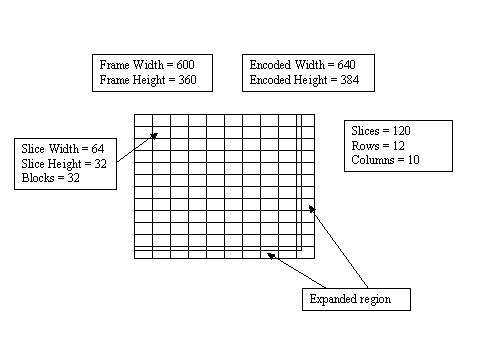 Frame Width = 600
Frame Height = 360
Encoded Width = 640
Encoded Height = 384
Slice Width = 64
Slice Height = 32
Blocks = 32
Slices = 120
Rows = 12
Columns = 10
Expanded region